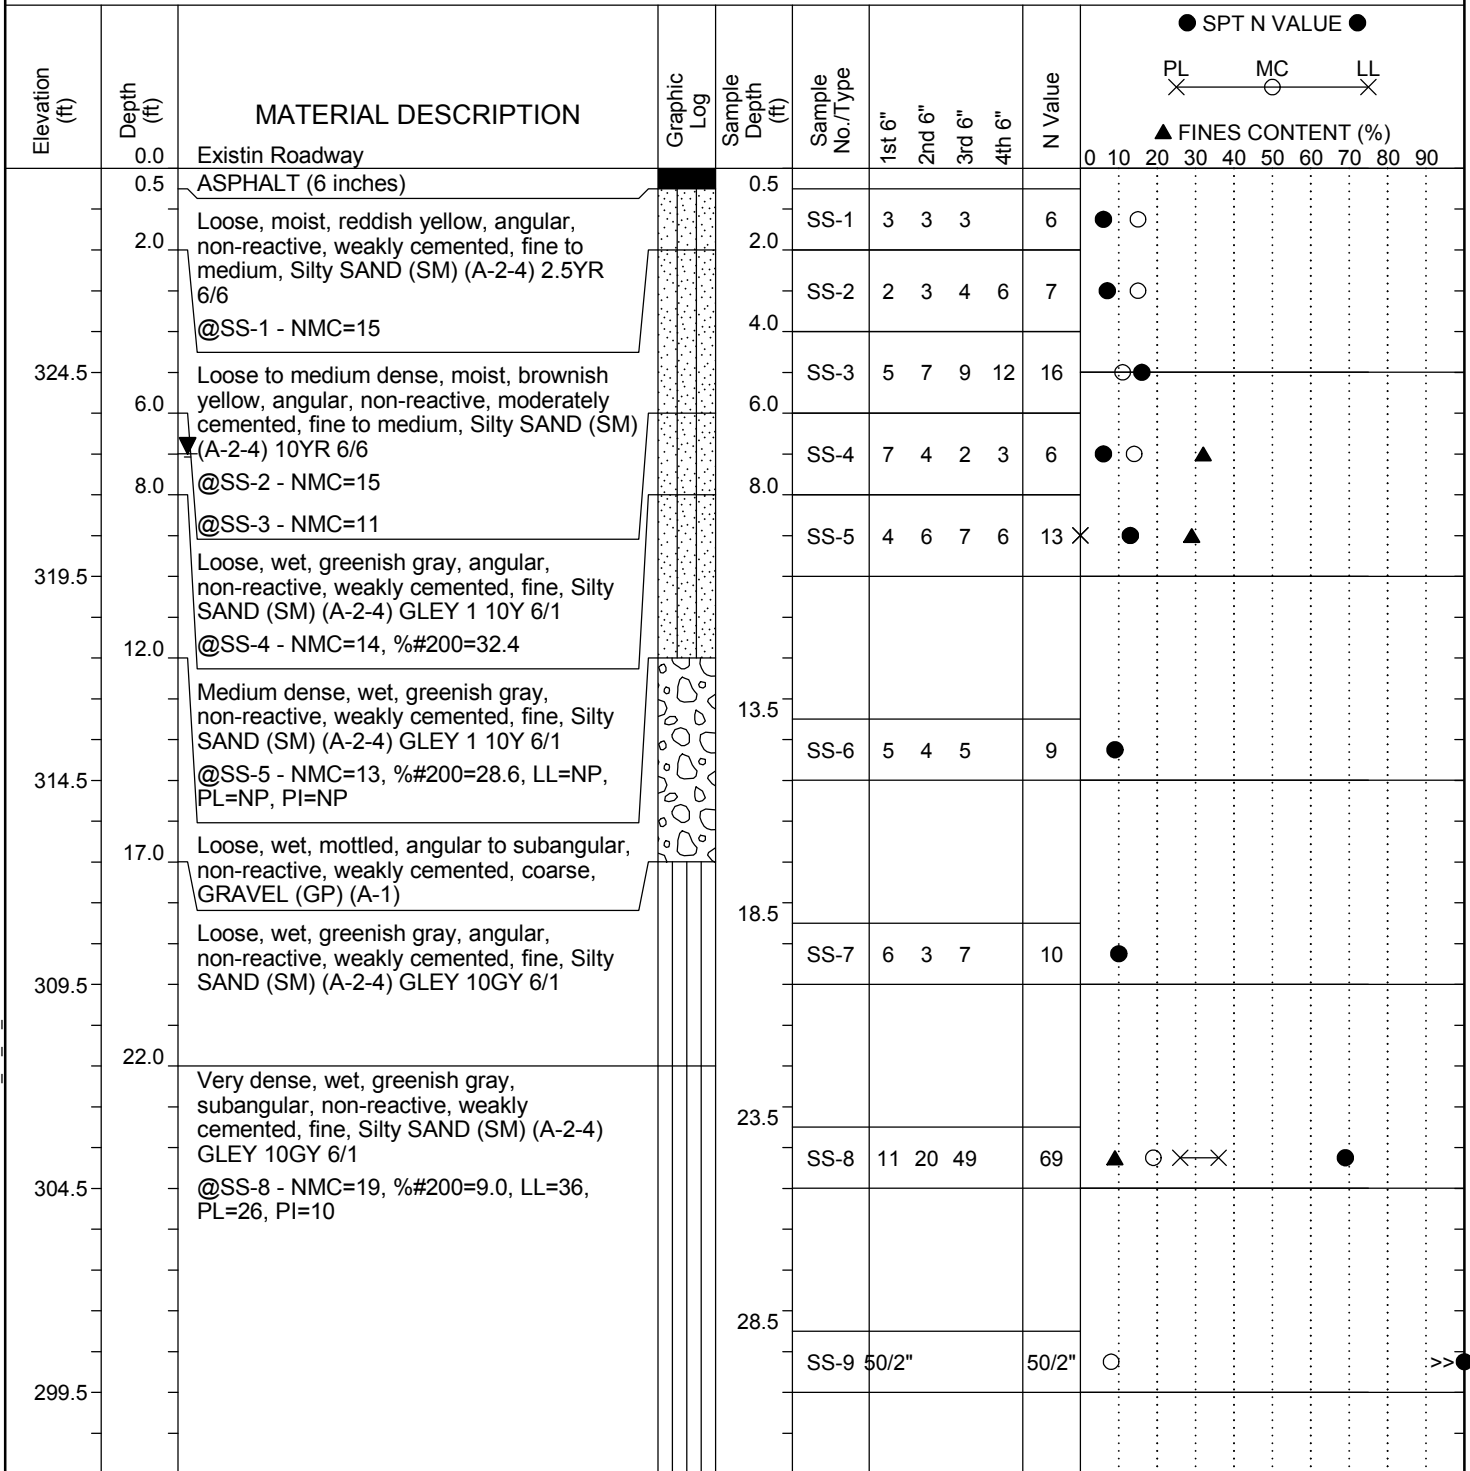 ● SPT N VALUE ●
PL MC LL
▲ FINES CONTENT (%)
Elevation (ft)
Depth (ft)
MATERIAL DESCRIPTION
Graphic Log
Sample Depth (ft)
Sample No./Type
1st 6"
2nd 6"
3rd 6"
4th 6"
N Value
0 10 20 30 40 50 60 70 80 90
0.0 Existin Roadway
0.5 ASPHALT (6 inches) 0.5
Loose, moist, reddish yellow, angular,
non-reactive, weakly cemented, fine to
medium, Silty SAND (SM) (A-2-4) 2.5YR
6/6
@SS-1 - NMC=15
2.0
SS-1 3 3 3 6
2.0
SS-2 2 3 4 6 7
4.0
324.5
Loose to medium dense, moist, brownish
yellow, angular, non-reactive, moderately
cemented, fine to medium, Silty SAND (SM)
(A-2-4) 10YR 6/6
@SS-2 - NMC=15
@SS-3 - NMC=11
6.0
SS-3 5 7 9 12 16
6.0
SS-4 7 4 2 3 6
8.0
8.0
SS-5 4 6 7 6 13
319.5
Loose, wet, greenish gray, angular,
non-reactive, weakly cemented, fine, Silty
SAND (SM) (A-2-4) GLEY 1 10Y 6/1
@SS-4 - NMC=14, %#200=32.4
12.0
Medium dense, wet, greenish gray,
non-reactive, weakly cemented, fine, Silty
SAND (SM) (A-2-4) GLEY 1 10Y 6/1
@SS-5 - NMC=13, %#200=28.6, LL=NP,
PL=NP, PI=NP
13.5
SS-6 5 4 5 9
314.5
17.0
Loose, wet, mottled, angular to subangular,
non-reactive, weakly cemented, coarse,
GRAVEL (GP) (A-1)
18.5
Loose, wet, greenish gray, angular,
non-reactive, weakly cemented, fine, Silty
SAND (SM) (A-2-4) GLEY 10GY 6/1
SS-7 6 3 7 10
309.5
22.0
Very dense, wet, greenish gray,
subangular, non-reactive, weakly
cemented, fine, Silty SAND (SM) (A-2-4)
GLEY 10GY 6/1
@SS-8 - NMC=19, %#200=9.0, LL=36,
PL=26, PI=10
23.5
SS-8 11 20 49 69
304.5
28.5
SS-9 50/2" 50/2" >>
299.5